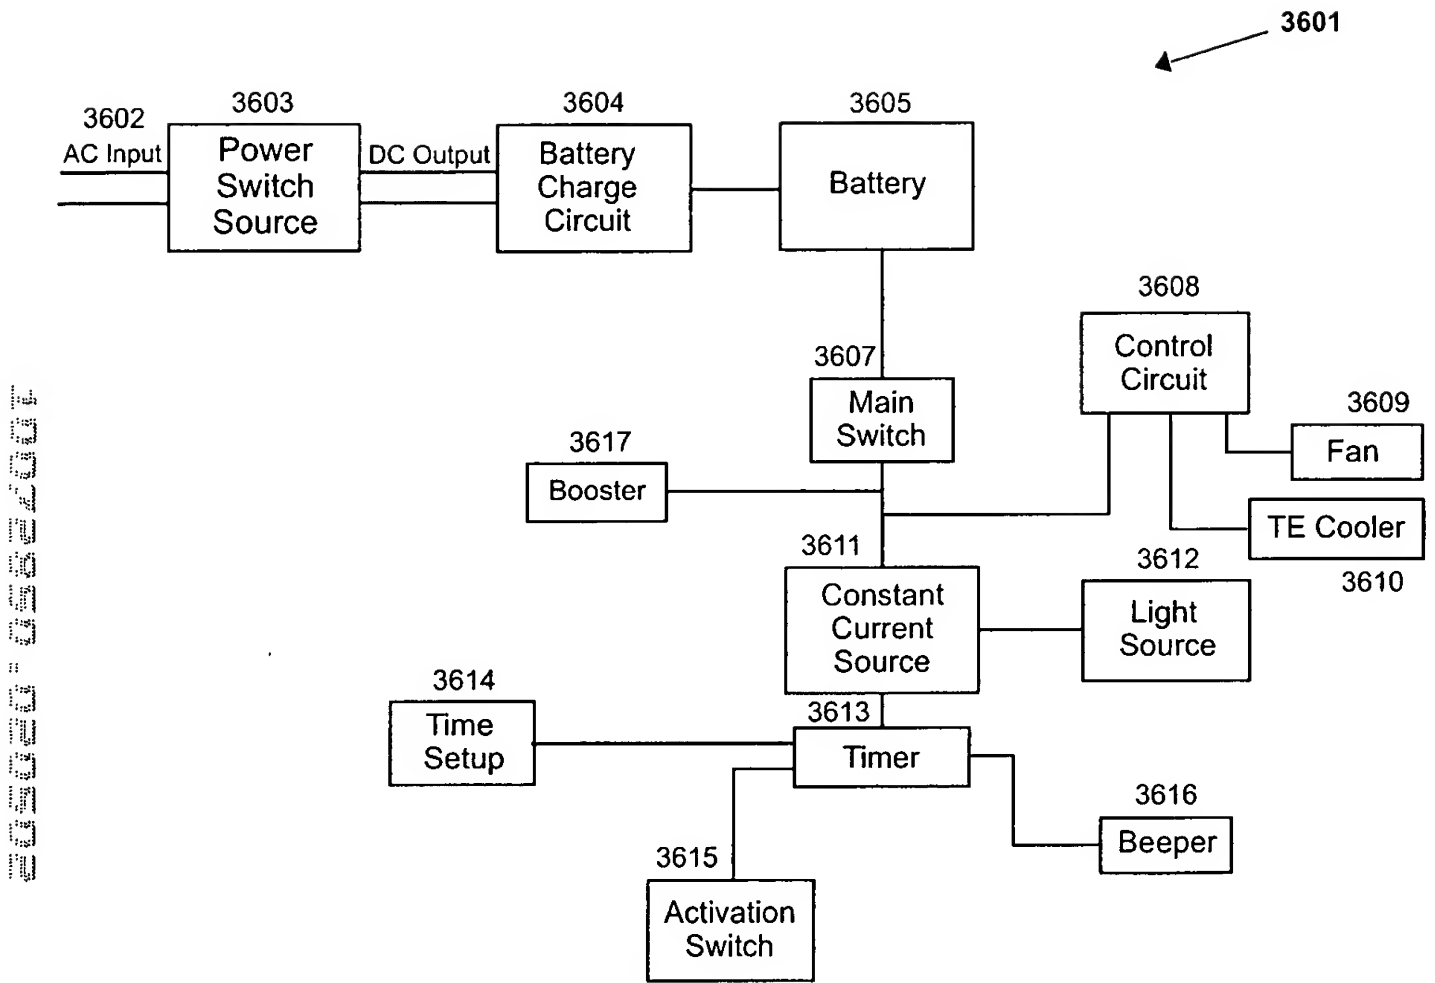 3601
3602
AC Input
3603
Power
Switch
Source
DC Output
3604
Battery
Charge
Circuit
3605
Battery
3607
Main
Switch
3608
Control
Circuit
3609
Fan
TE Cooler
3610
3617
Booster
3611
Constant
Current
Source
3612
Light
Source
3614
Time
Setup
3613
Timer
3616
Beeper
3615
Activation
Switch